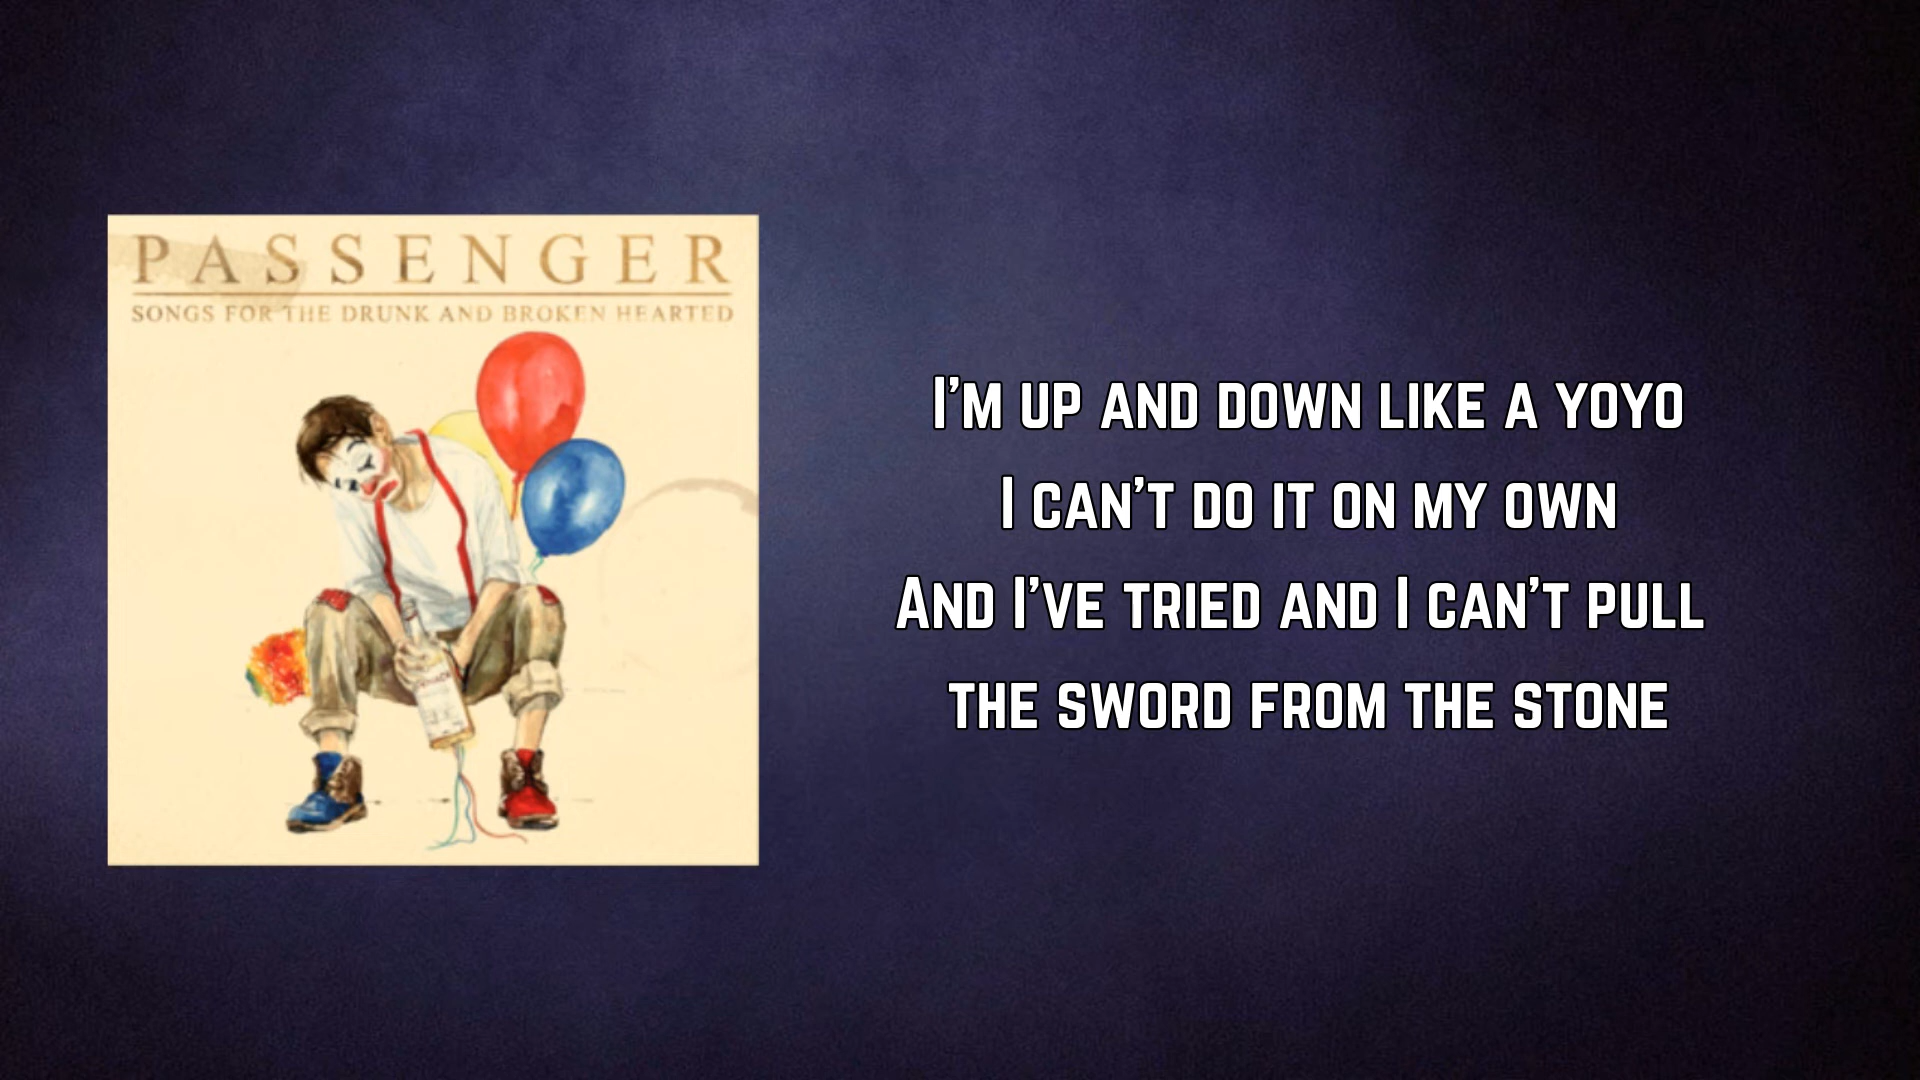 PASSENGER
SONGS FOR THE DRUNK AND BROKEN HEARTED
I'M UP AND DOWN LIKE A YOYO
I CAN'T DO IT ON MY OWN
AND I'VE TRIED AND I CAN'T PULL
THE SWORD FROM THE STONE